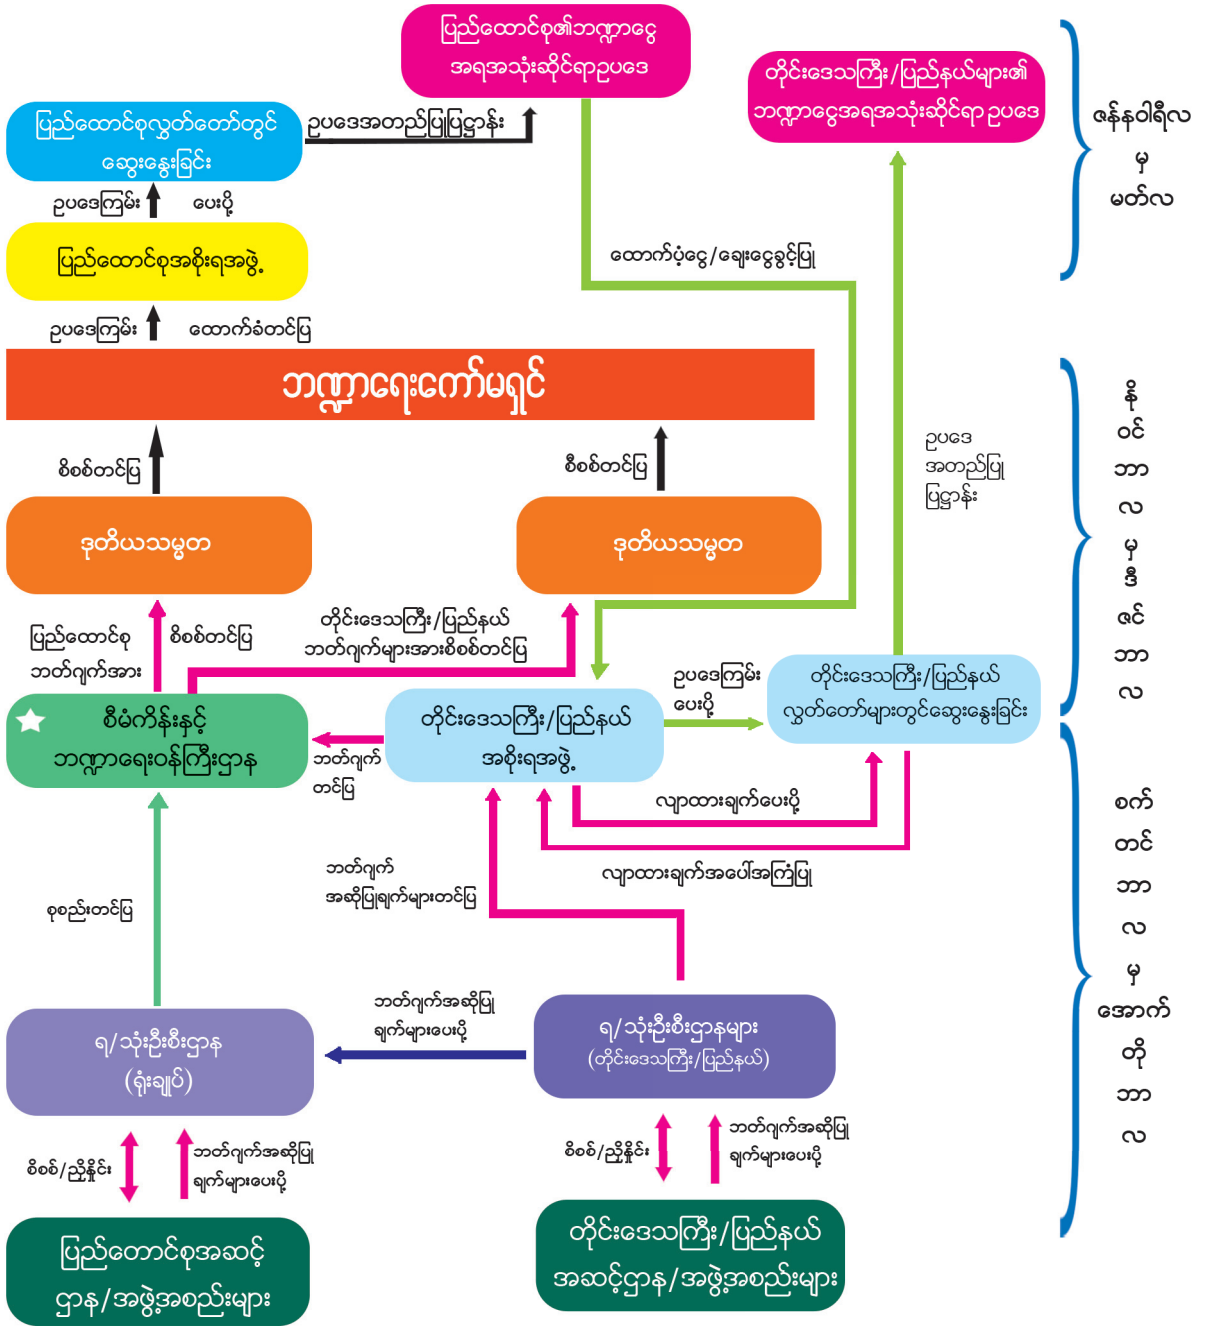 ပြည်ထောင်စု၏ဘဏ္ဍာငွေ
အရအသုံးဆိုင်ရာဥပဒေ
တိုင်းဒေသကြီး/ပြည်နယ်များ၏
ဘဏ္ဍာငွေအရအသုံးဆိုင်ရာ ဥပဒေ
ပြည်ထောင်စုလွှတ်တော်တွင်
ဆွေးနွေးခြင်း
ဥပဒေအတည်ပြုပြဋ္ဌာန်း
ဇန်နဝါရီလ
မှ
မတ်လ
ဥပဒေကြမ်း
ပေးပို့
ပြည်ထောင်စုအစိုးရအဖွဲ့
ထောက်ပံ့ငွေ/ချေးငွေခွင့်ပြု
ဥပဒေကြမ်း
ထောက်ခံတင်ပြ
ဘဏ္ဍာရေးကော်မရှင်
စိစစ်တင်ပြ
စိစစ်တင်ပြ
ဥပဒေ
အတည်ပြု
ပြဋ္ဌာန်း
နို
ဝင်
ဘာ
လ
မှ
ဒီ
ဇင်
ဘာ
လ
ဒုတိယသမ္မတ
ဒုတိယသမ္မတ
ပြည်ထောင်စု
ဘတ်ဂျက်အား
စိစစ်တင်ပြ
တိုင်းဒေသကြီး/ပြည်နယ်
ဘတ်ဂျက်များအားစိစစ်တင်ပြ
စီမံကိန်းနှင့်
ဘဏ္ဍာရေးဝန်ကြီးဌာန
ဘတ်ဂျက်
တင်ပြ
တိုင်းဒေသကြီး/ပြည်နယ်
အစိုးရအဖွဲ့
ဥပဒေကြမ်း
ပေးပို့
တိုင်းဒေသကြီး/ပြည်နယ်
လွှတ်တော်များတွင်ဆွေးနွေးခြင်း
လျာထားချက်ပေးပို့
လျာထားချက်အပေါ်အကြံပြု
ဘတ်ဂျက်
အဆိုပြုချက်များတင်ပြ
စုစည်းတင်ပြ
စက်
တင်
ဘာ
လ
မှ
အောက်
တို
ဘာ
လ
ရ/သုံးဦးစီးဌာန
(ရုံးချုပ်)
ဘတ်ဂျက်အဆိုပြု
ချက်များပေးပို့
ရ/သုံးဦးစီးဌာနများ
(တိုင်းဒေသကြီး/ပြည်နယ်)
စိစစ်/ညှိနှိုင်း
ဘတ်ဂျက်အဆိုပြု
ချက်များပေးပို့
စိစစ်/ညှိနှိုင်း
ဘတ်ဂျက်အဆိုပြု
ချက်များပေးပို့
ပြည်တောင်စုအဆင့်
ဌာန/အဖွဲ့အစည်းများ
တိုင်းဒေသကြီး/ပြည်နယ်
အဆင့်ဌာန/အဖွဲ့အစည်းများ